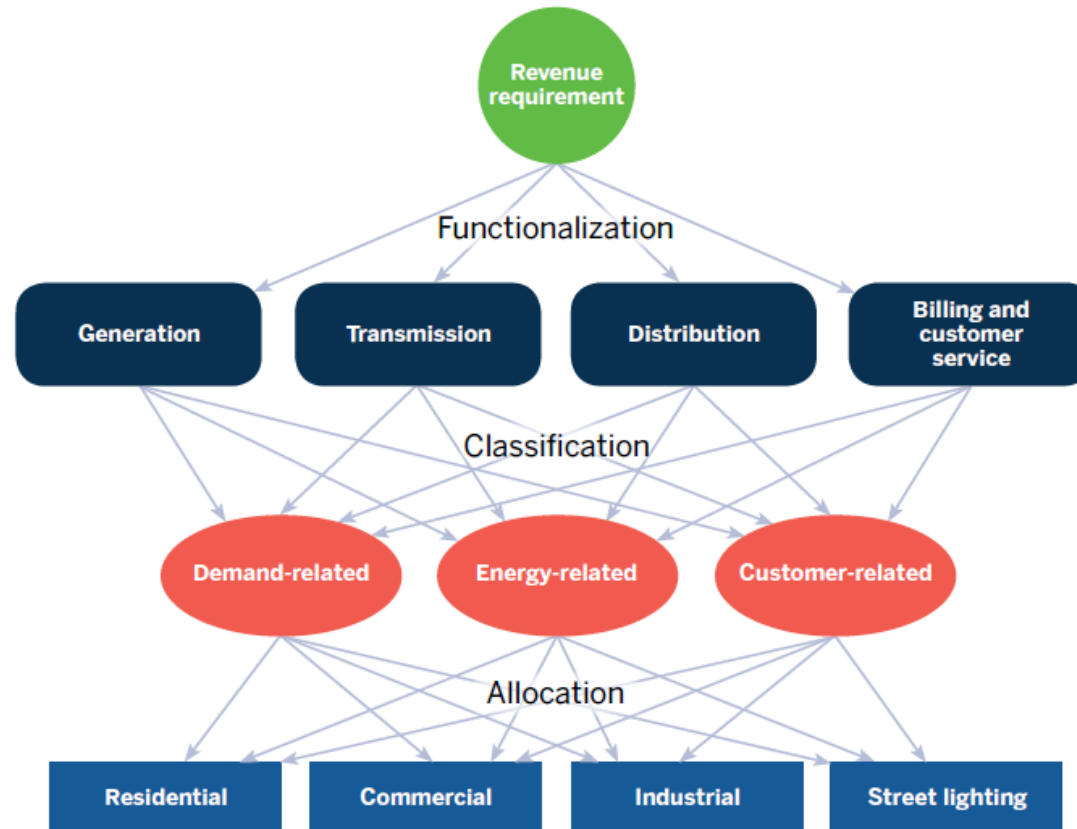 Revenue
requirement
Functionalization
Generation
Transmission
Distribution
Billing and
customer
service
Classification
Demand-related
Energy-related
Customer-related
Allocation
Residential
Commercial
Industrial
Street lighting